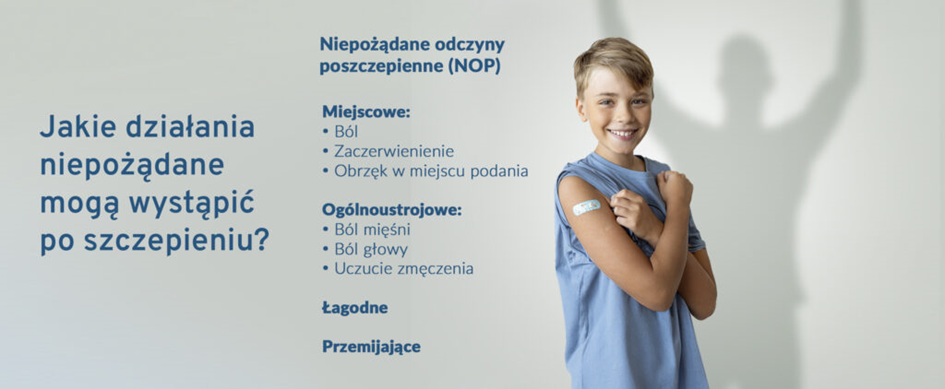 Jakie działania
niepożądane
mogą wystąpić
po szczepieniu?
Niepożądane odczyny
poszczepienne (NOP)
Miejscowe:
• Ból
• Zaczerwienienie
• Obrzęk w miejscu podania
Ogólnoustrojowe:
• Ból mięśni
• Ból głowy
• Uczucie zmęczenia
Łagodne
Przemijające